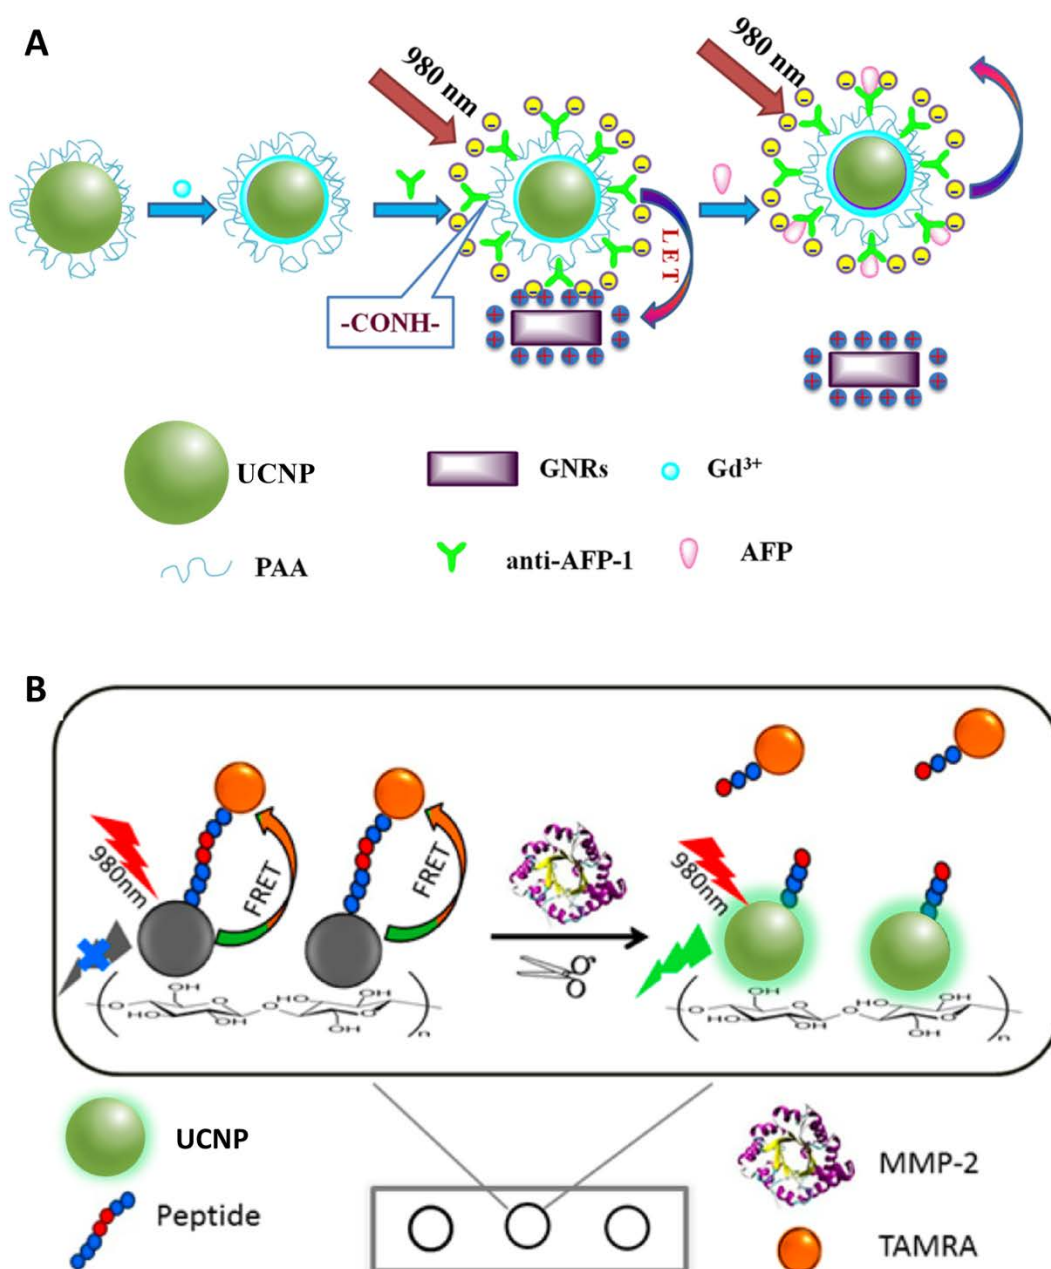 A
980 nm
980 nm
LET
-CONH-
UCNP
GNRs
Gd³⁺
PAA
anti-AFP-1
AFP
B
980nm
FRET
FRET
980nm
OH
HO
OH
O
O
HO
OH
O
O
OH
n
OH
HO
OH
O
O
HO
OH
O
O
OH
n
UCNP
MMP-2
Peptide
TAMRA